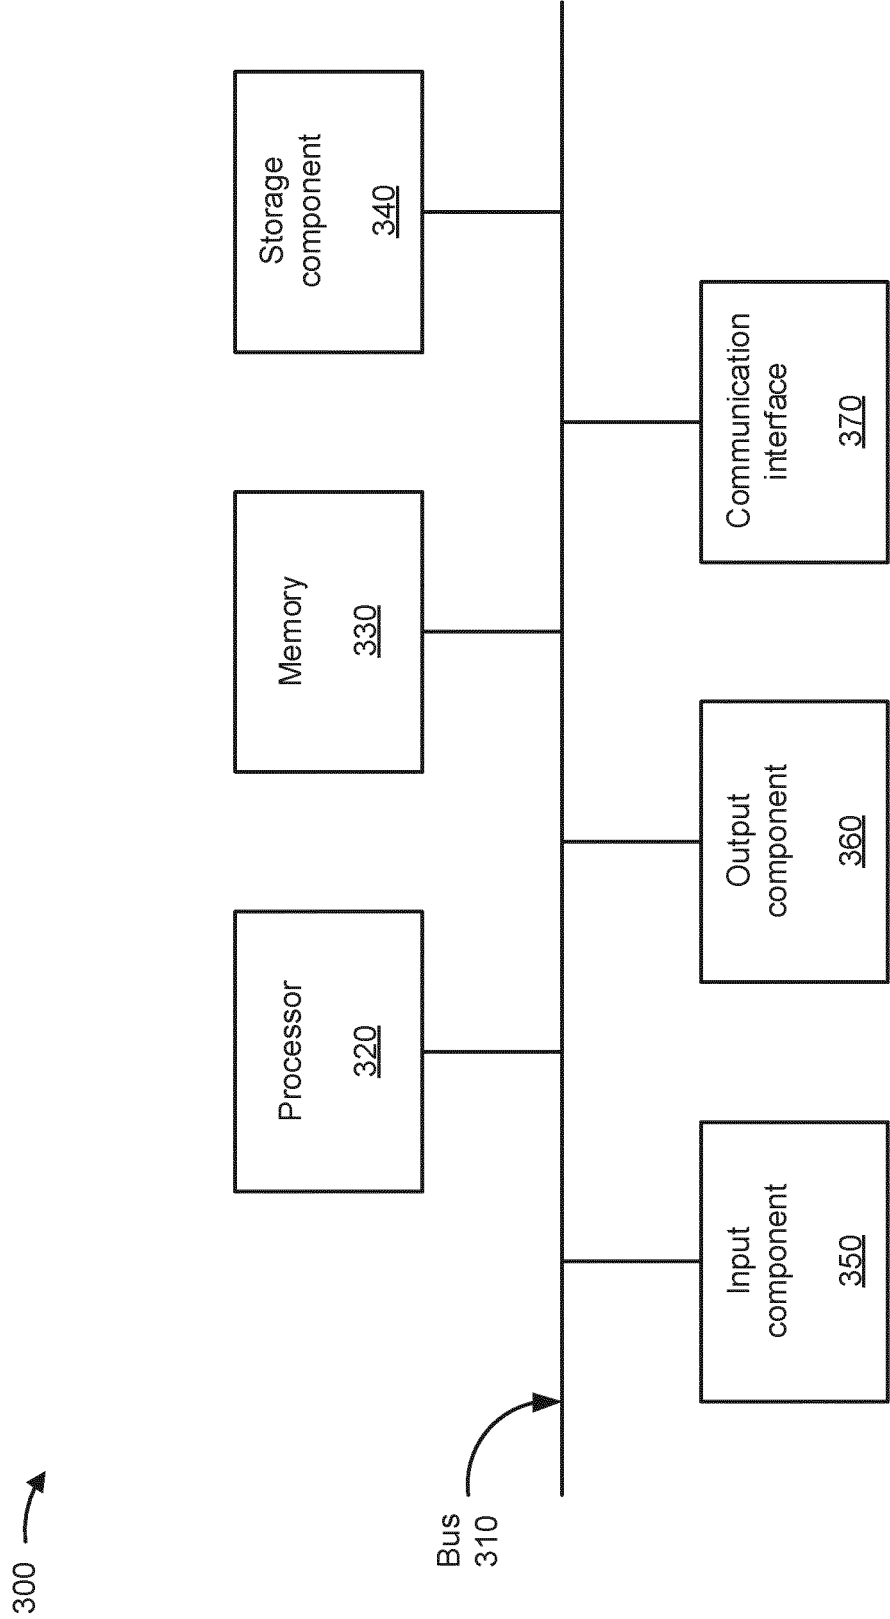 300
Processor
320
Memory
330
Storage
component
340
Bus
310
Input
component
350
Output
component
360
Communication
interface
370